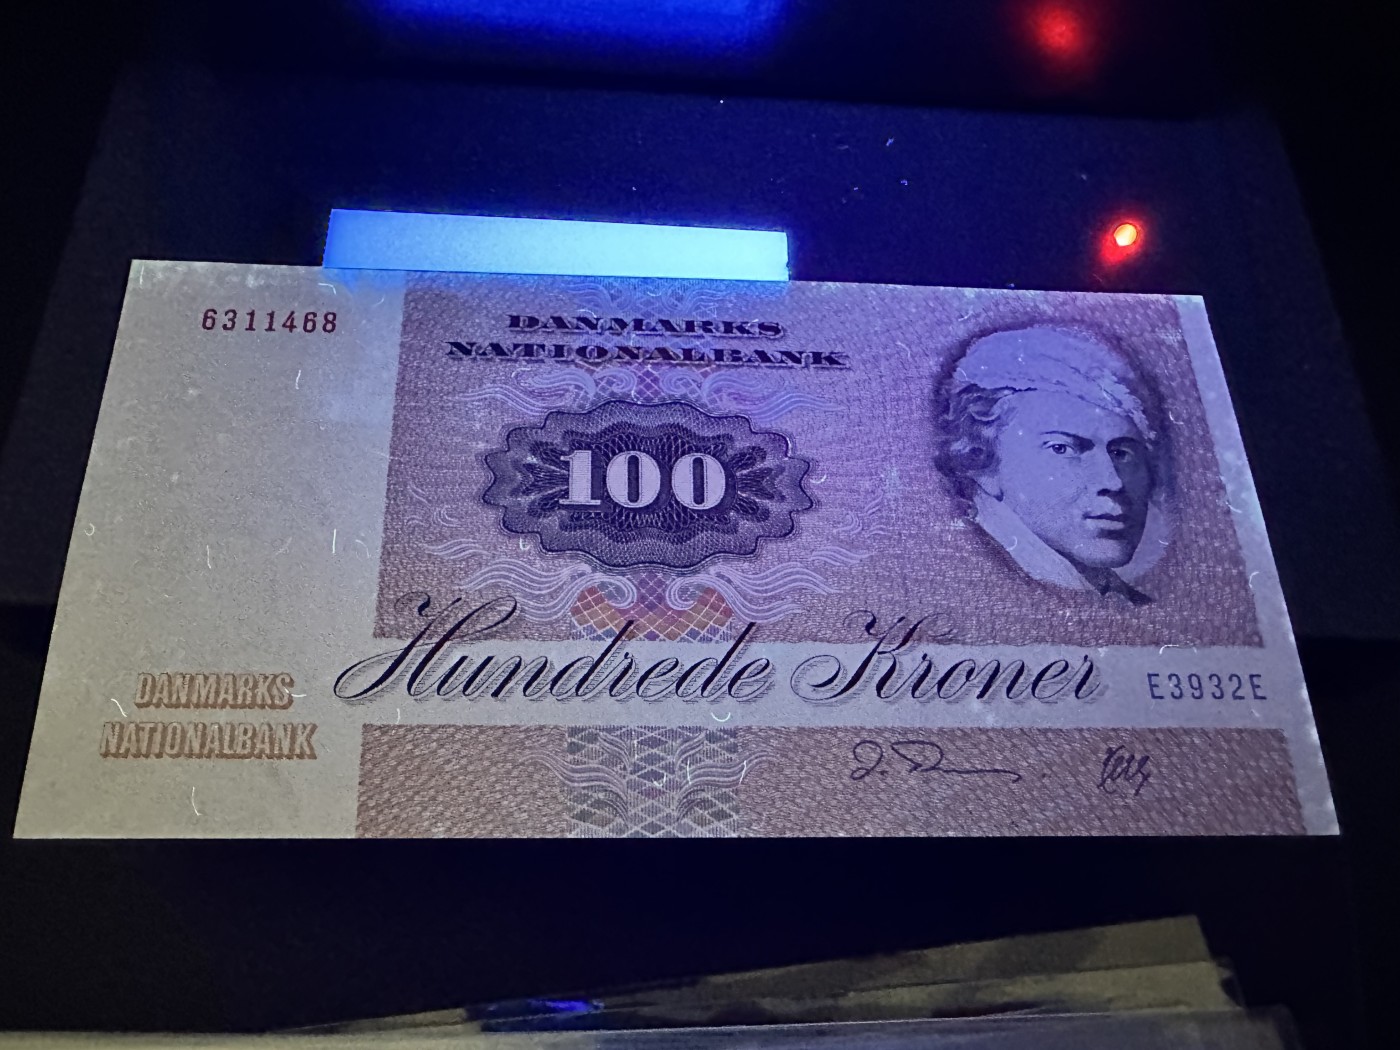 6311468
DANMARKS
NATIONALBANK
100
Hundrede Kroner
E3932E
DANMARKS
NATIONALBANK